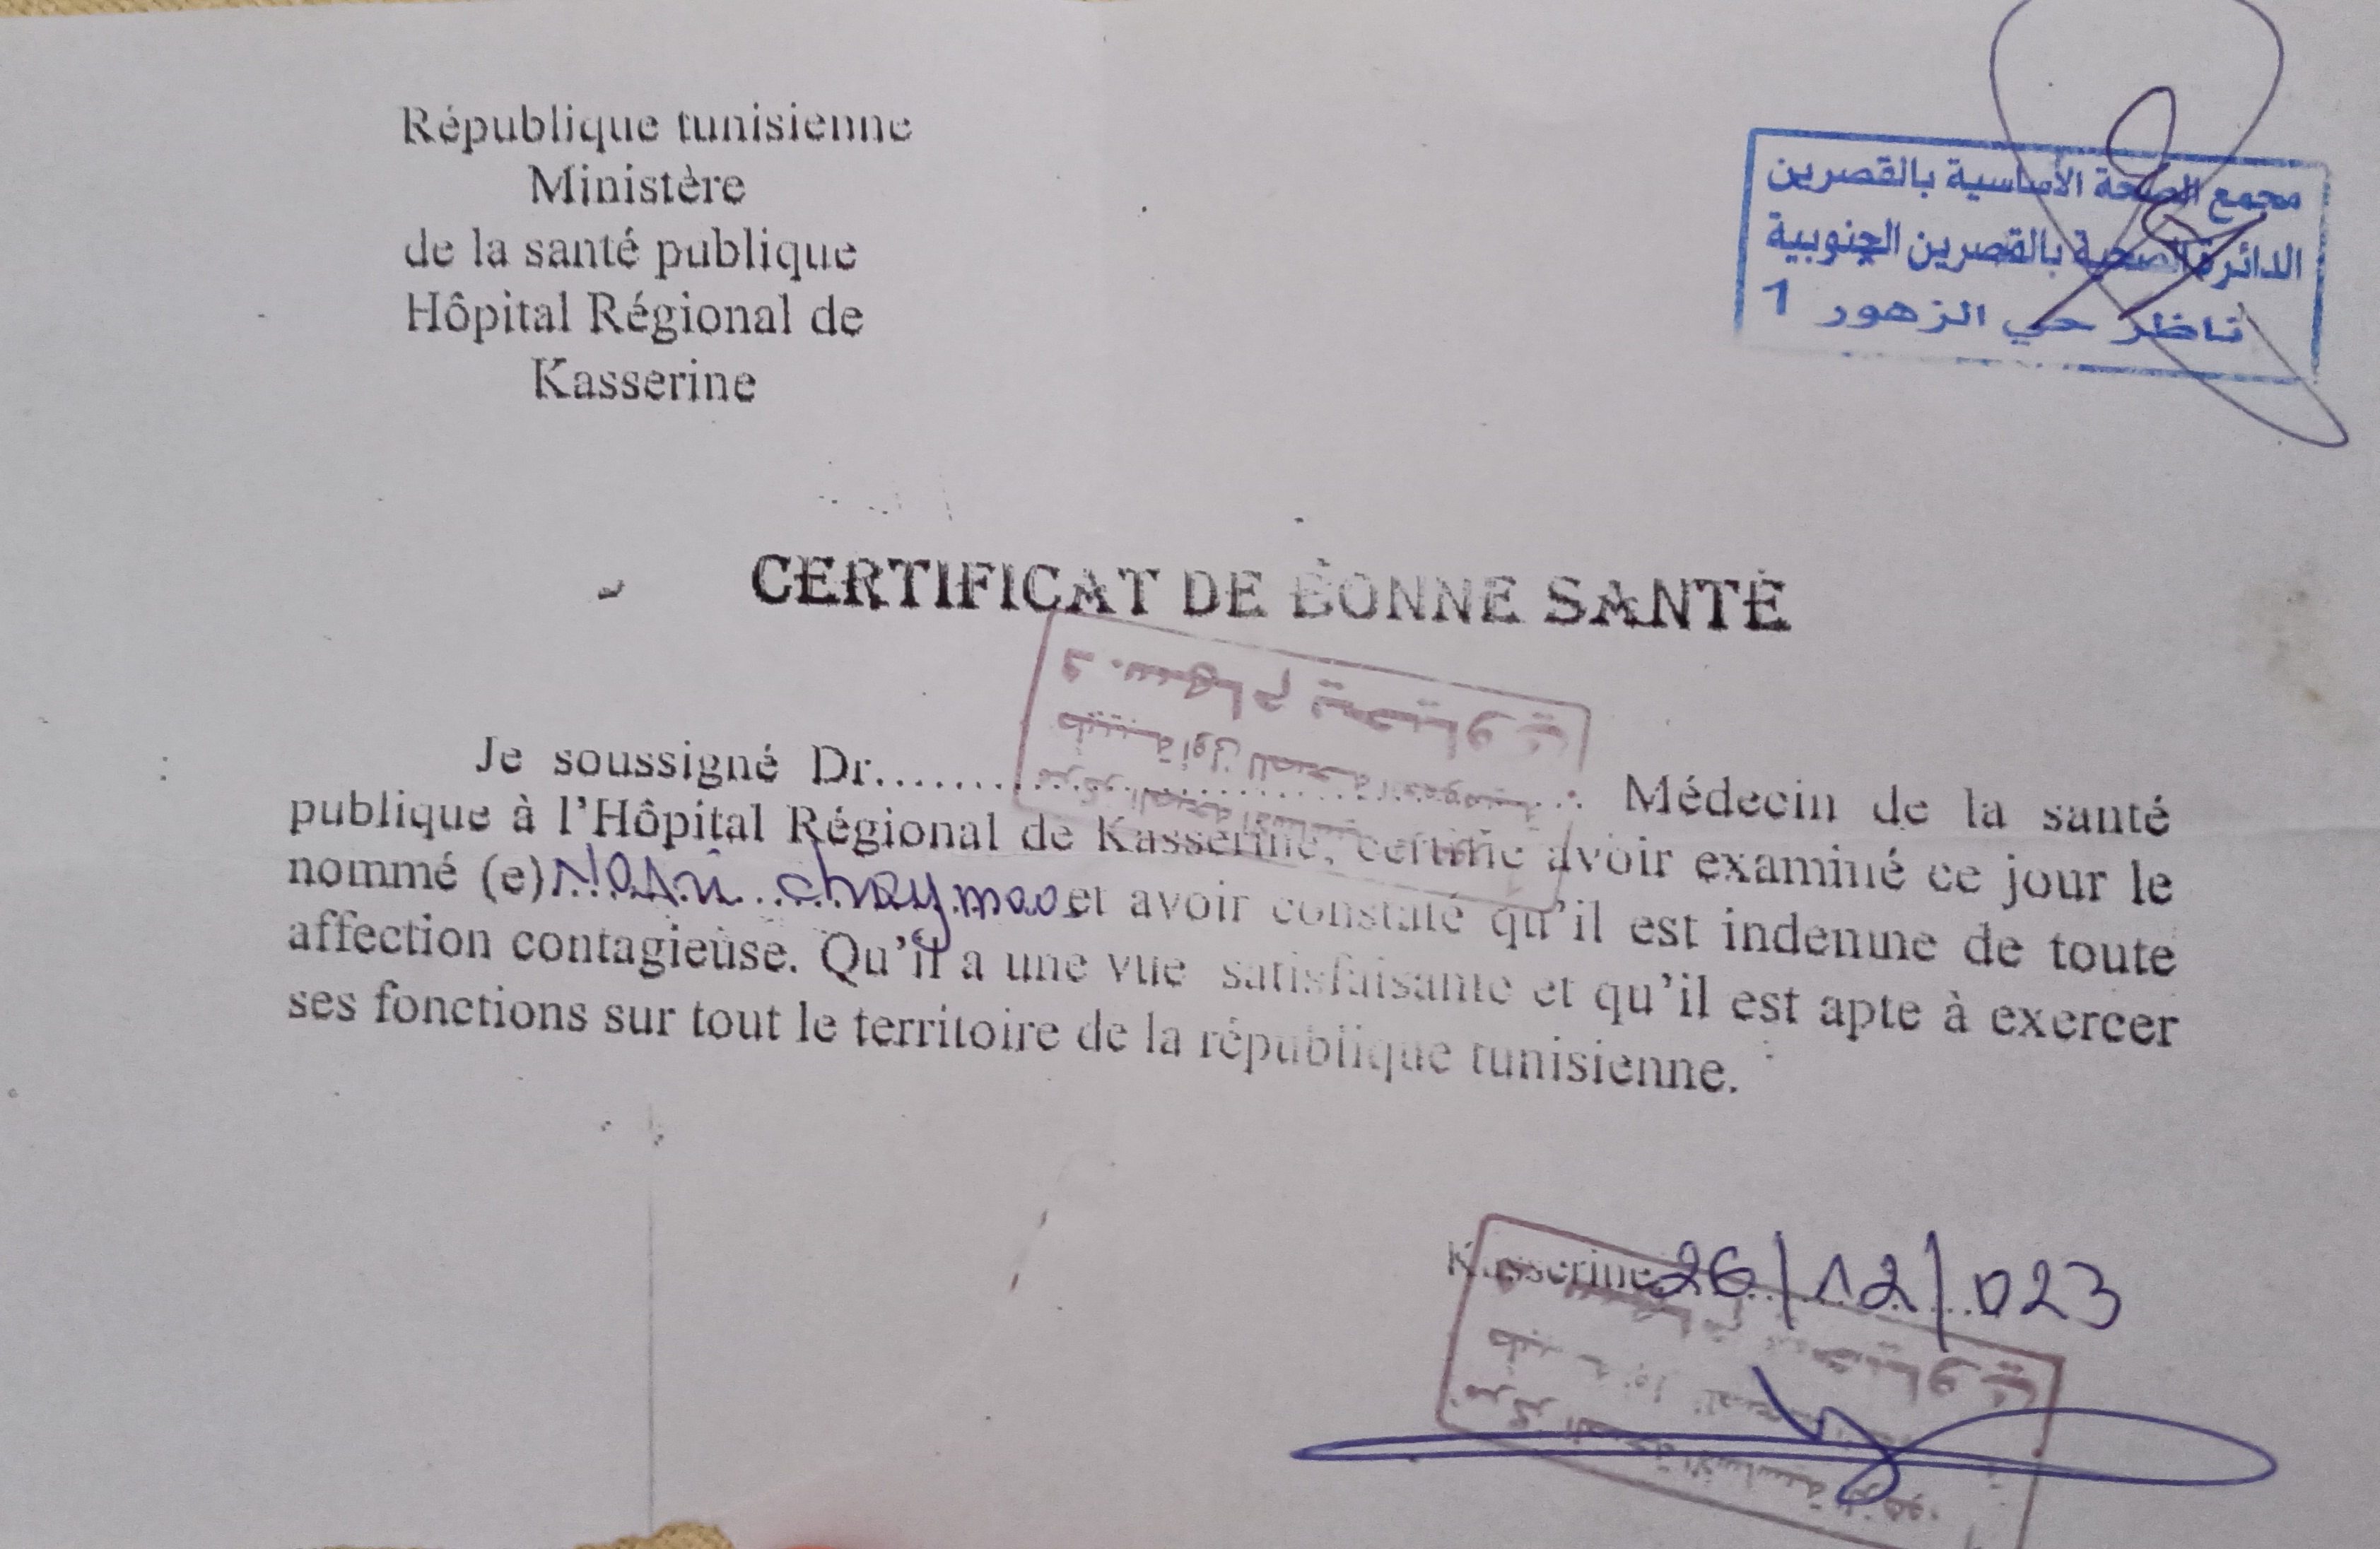 République tunisienne
Ministère
de la santé publique
Hôpital Régional de
Kasserine
مجمع الصحة الأساسية بالقصرين
الدائرة الصحية بالقصرين الجنوبية
ناظر حي الزهور 1
CERTIFICAT DE BONNE SANTÉ
Je soussigné Dr.......................................... Médecin de la santé
publique à l'Hôpital Régional de Kasserine, certifie avoir examiné ce jour le
nommé (e) chaymaa et avoir constaté qu'il est indemne de toute
affection contagieuse. Qu'il a une vue satisfaisante et qu'il est apte à exercer
ses fonctions sur tout le territoire de la république tunisienne.
Kasserine 26/12/023